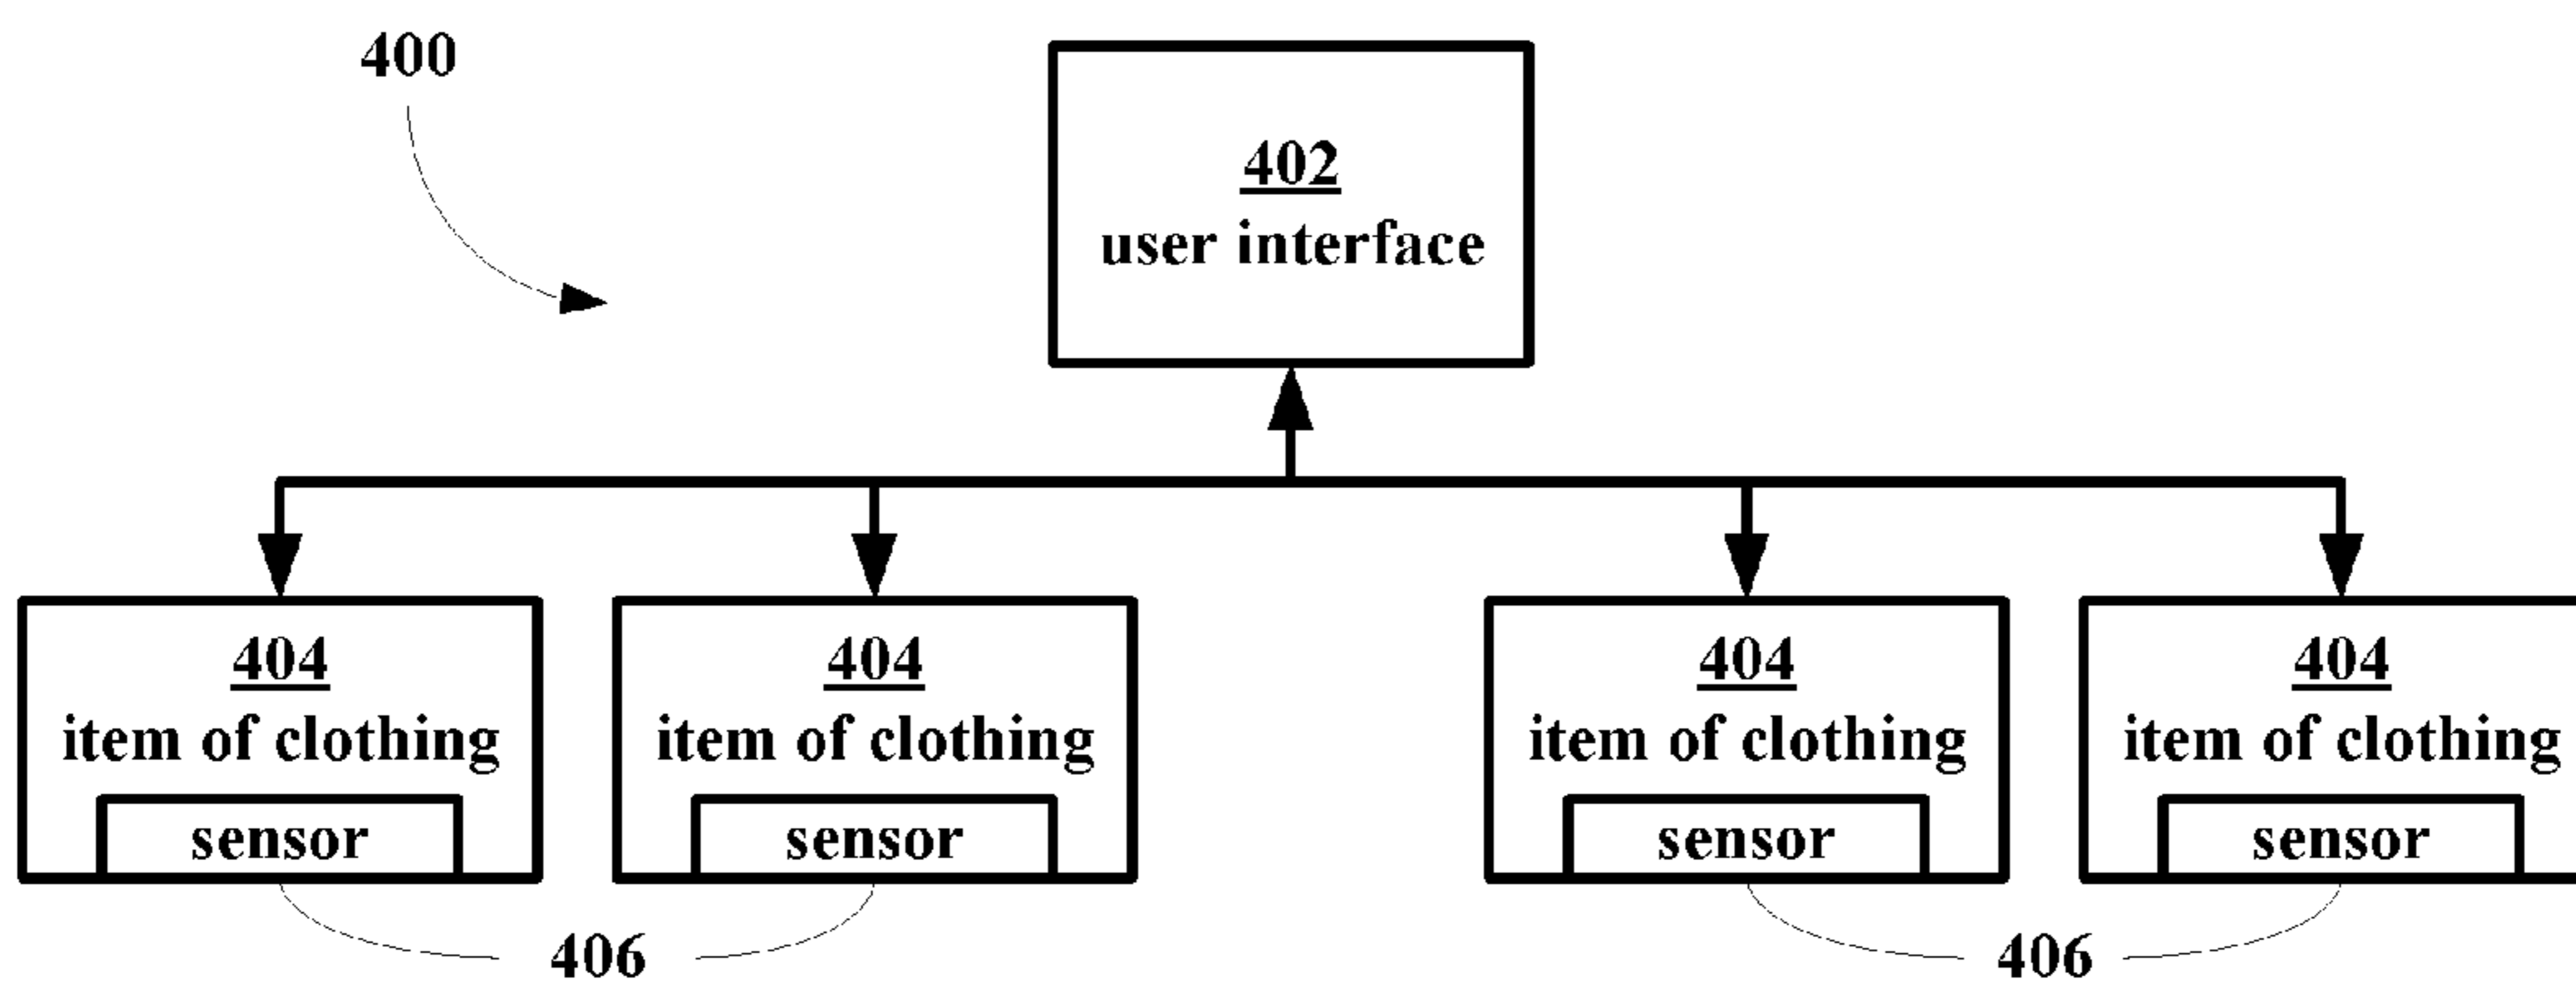 400
402
user interface
404
item of clothing
sensor
404
item of clothing
sensor
404
item of clothing
sensor
404
item of clothing
sensor
406
406